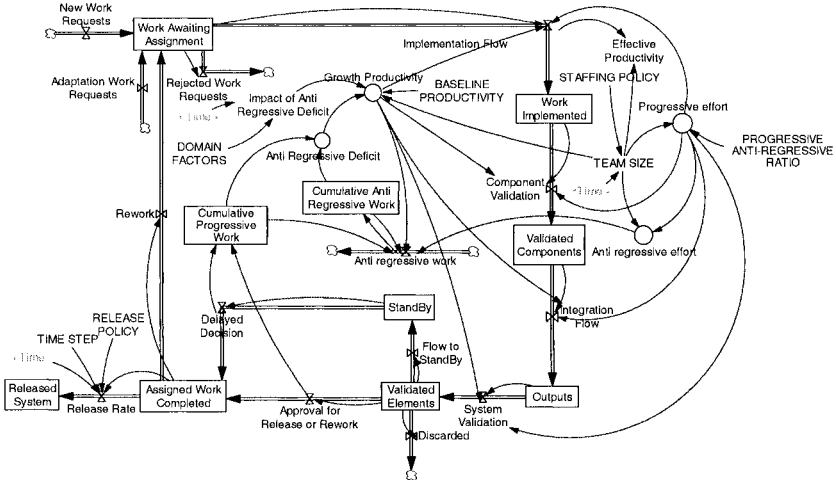 New Work
Requests
Work Awaiting
Assignment
Implementation Flow
Effective
Productivity
Adaptation Work
Requests
Rejected Work
Requests
Growth Productivity
STAFFING POLICY
BASELINE
PRODUCTIVITY
Impact of Anti
Regressive Deficit
<Time>
Work
Implemented
Progressive effort
DOMAIN
FACTORS
Anti Regressive Deficit
TEAM SIZE
PROGRESSIVE
ANTI-REGRESSIVE
RATIO
Component
Validation
<Time>
Rework
Cumulative
Progressive
Work
Cumulative Anti
Regressive Work
Validated
Components
Anti regressive work
Anti regressive effort
StandBy
Delayed
Decision
Integration
Flow
RELEASE
POLICY
TIME STEP
<Time>
Flow to
StandBy
Released
System
Release Rate
Assigned Work
Completed
Approval for
Release or Rework
Validated
Elements
System
Validation
Outputs
Discarded